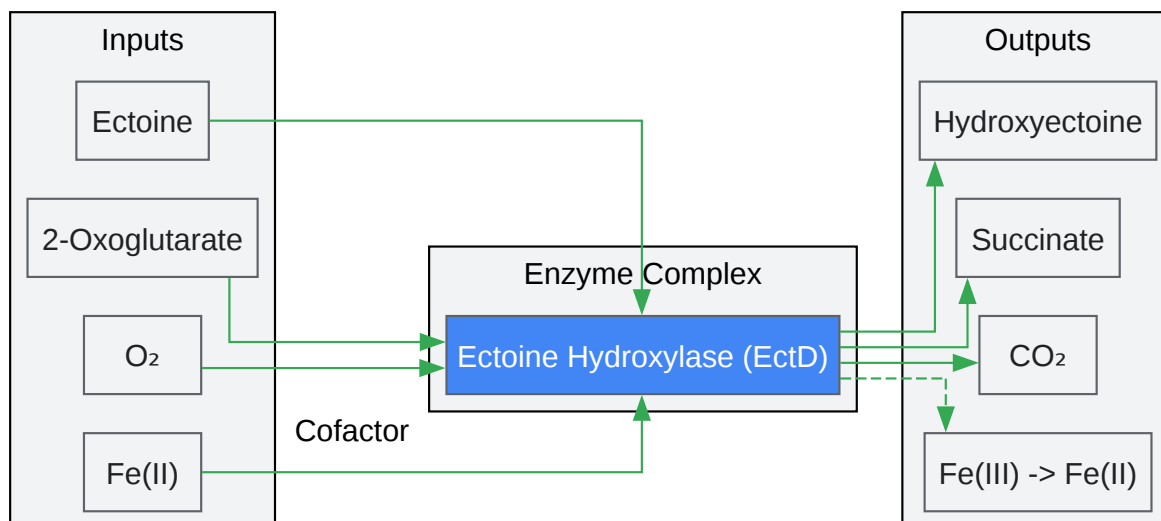 Inputs
Ectoine
2-Oxoglutarate
O₂
Fe(II)
Cofactor
Enzyme Complex
Ectoine Hydroxylase (EctD)
Outputs
Hydroxyectoine
Succinate
CO₂
Fe(III) -> Fe(II)